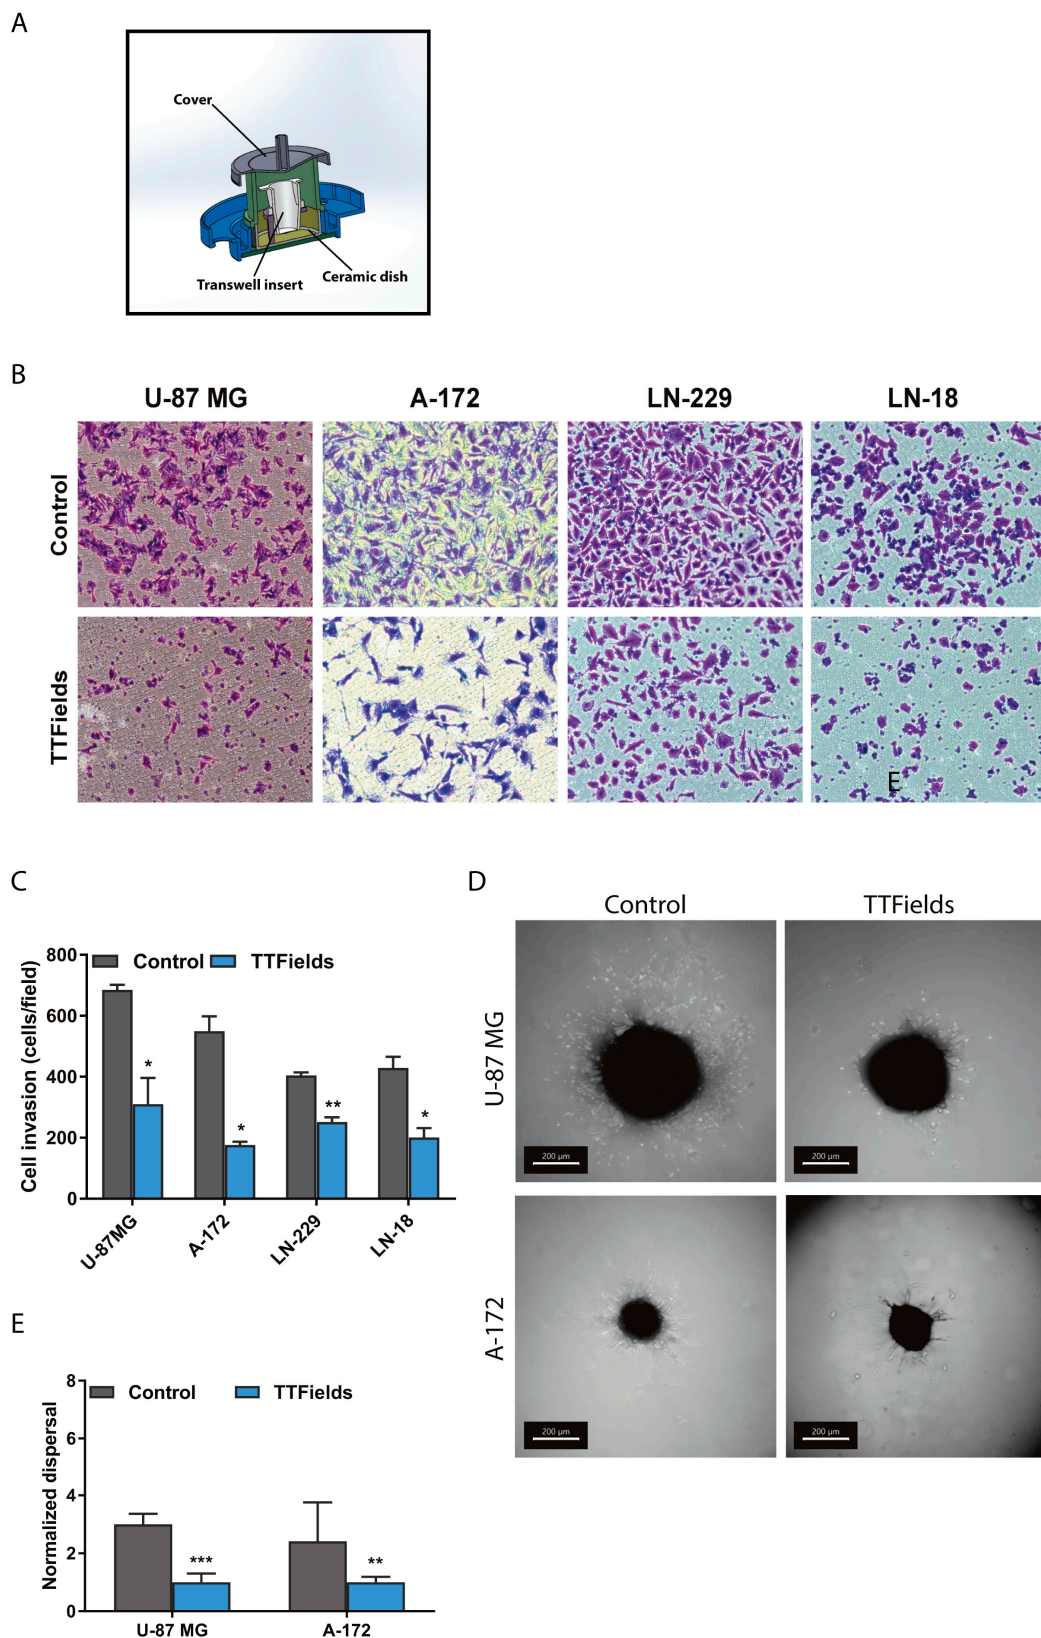 A
Cover
Transwell insert
Ceramic dish
B
U-87 MG
A-172
LN-229
LN-18
Control
TTFields
E
C
Control
TTFields
Cell invasion (cells/field)
800
600
400
200
0
*
*
**
*
U-87MG
A-172
LN-229
LN-18
D
Control
TTFields
U-87 MG
200 µm
200 µm
A-172
200 µm
200 µm
E
Control
TTFields
Normalized dispersal
8
6
4
2
0
***
**
U-87 MG
A-172